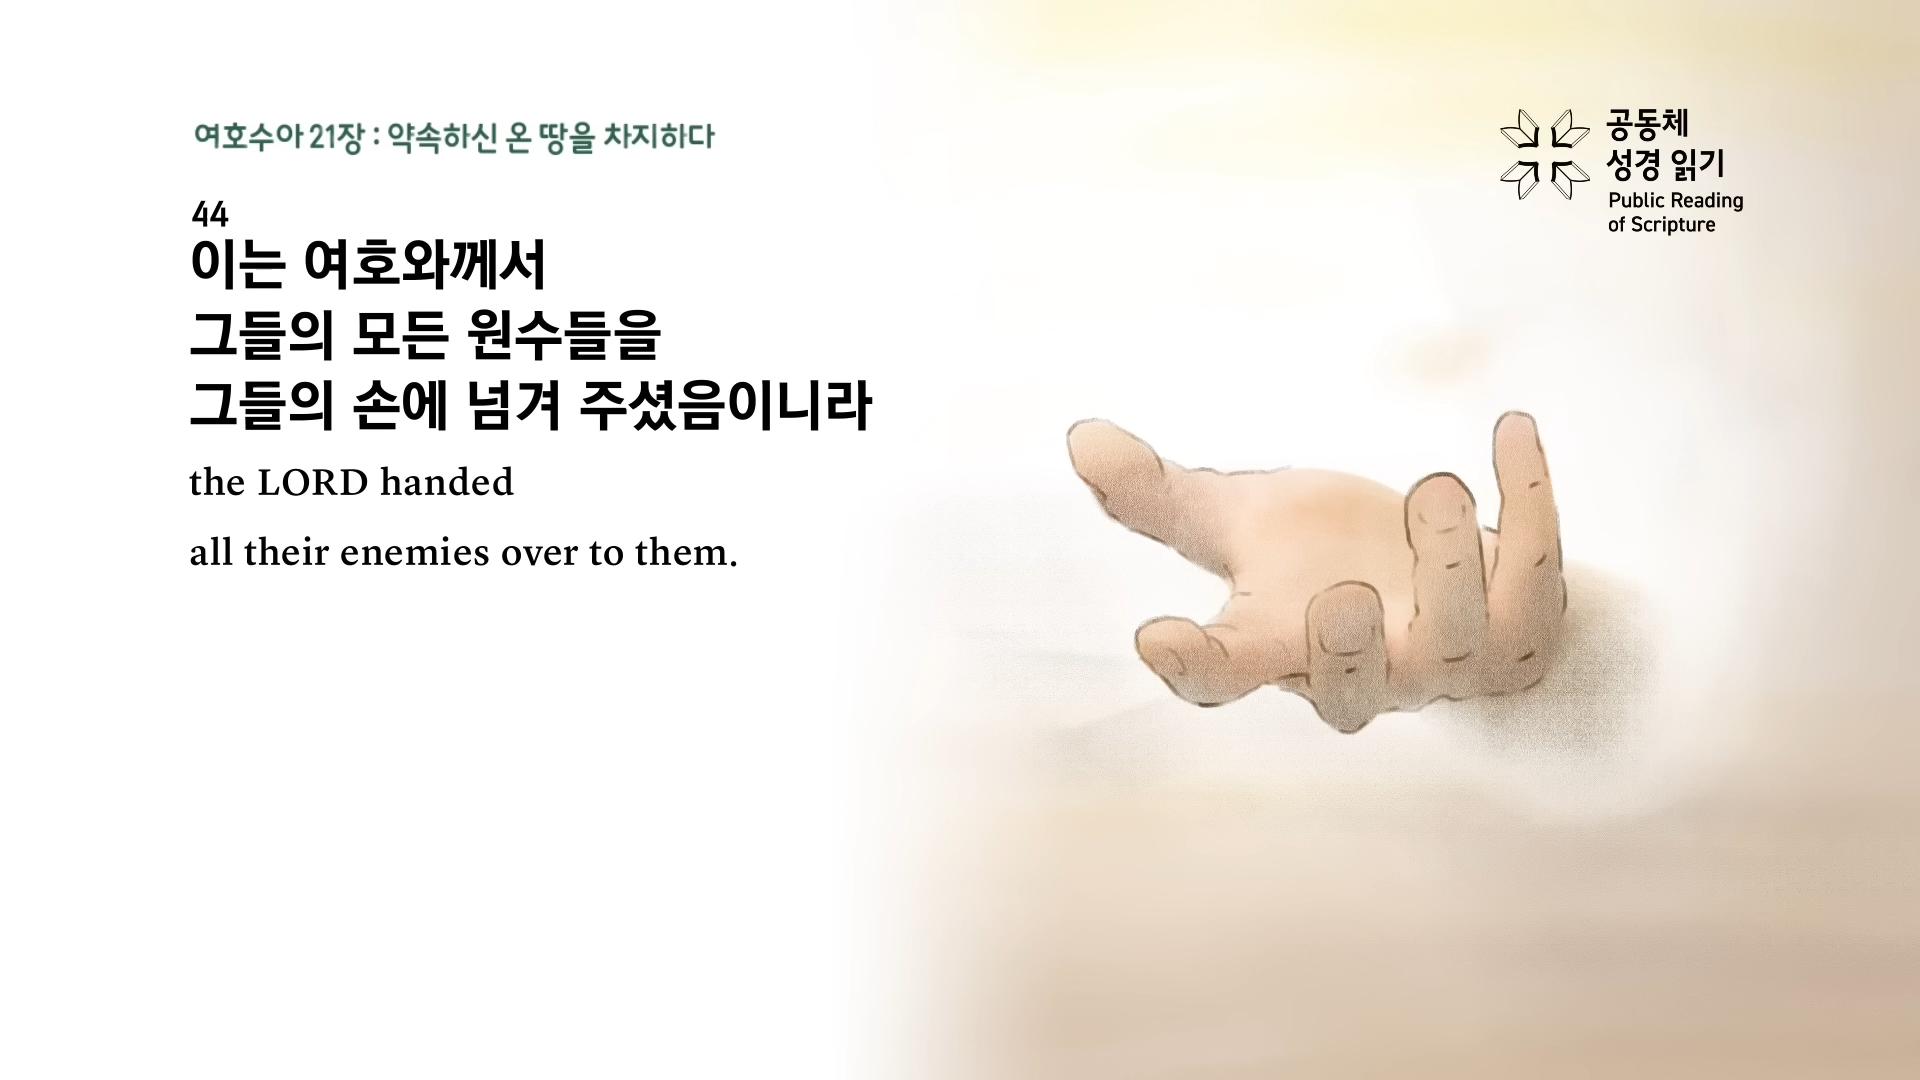 여호수아 21장 : 약속하신 온 땅을 차지하다
44
이는 여호와께서
그들의 모든 원수들을
그들의 손에 넘겨 주셨음이니라
the LORD handed
all their enemies over to them.
공동체
성경 읽기
Public Reading
of Scripture